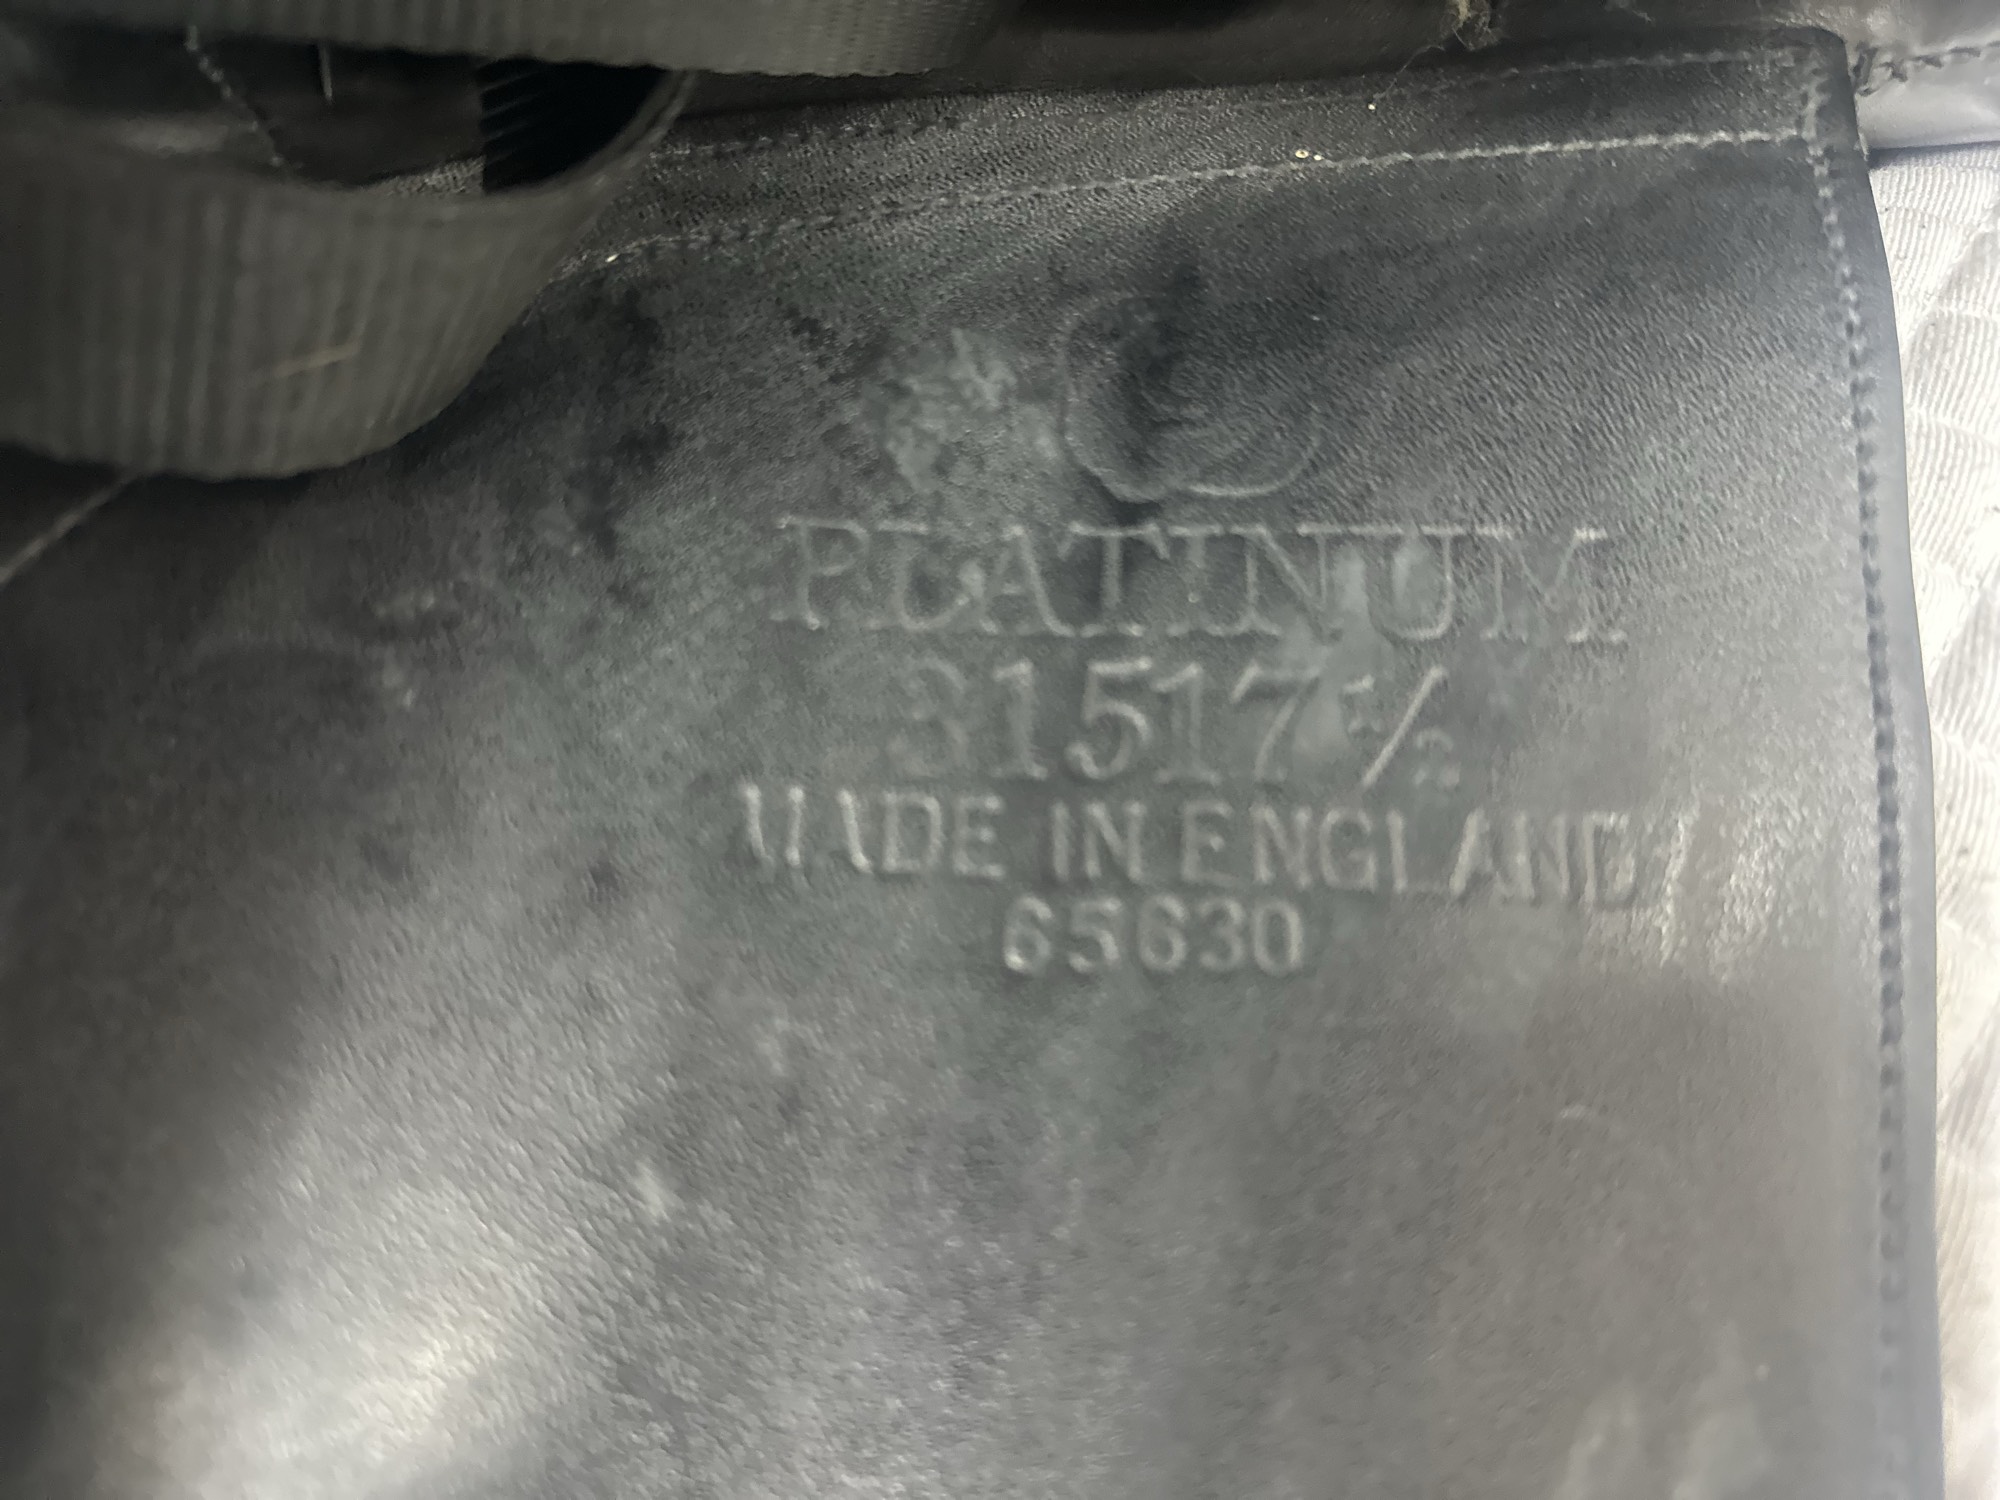 PLATINUM
31517½
MADE IN ENGLAND
65630